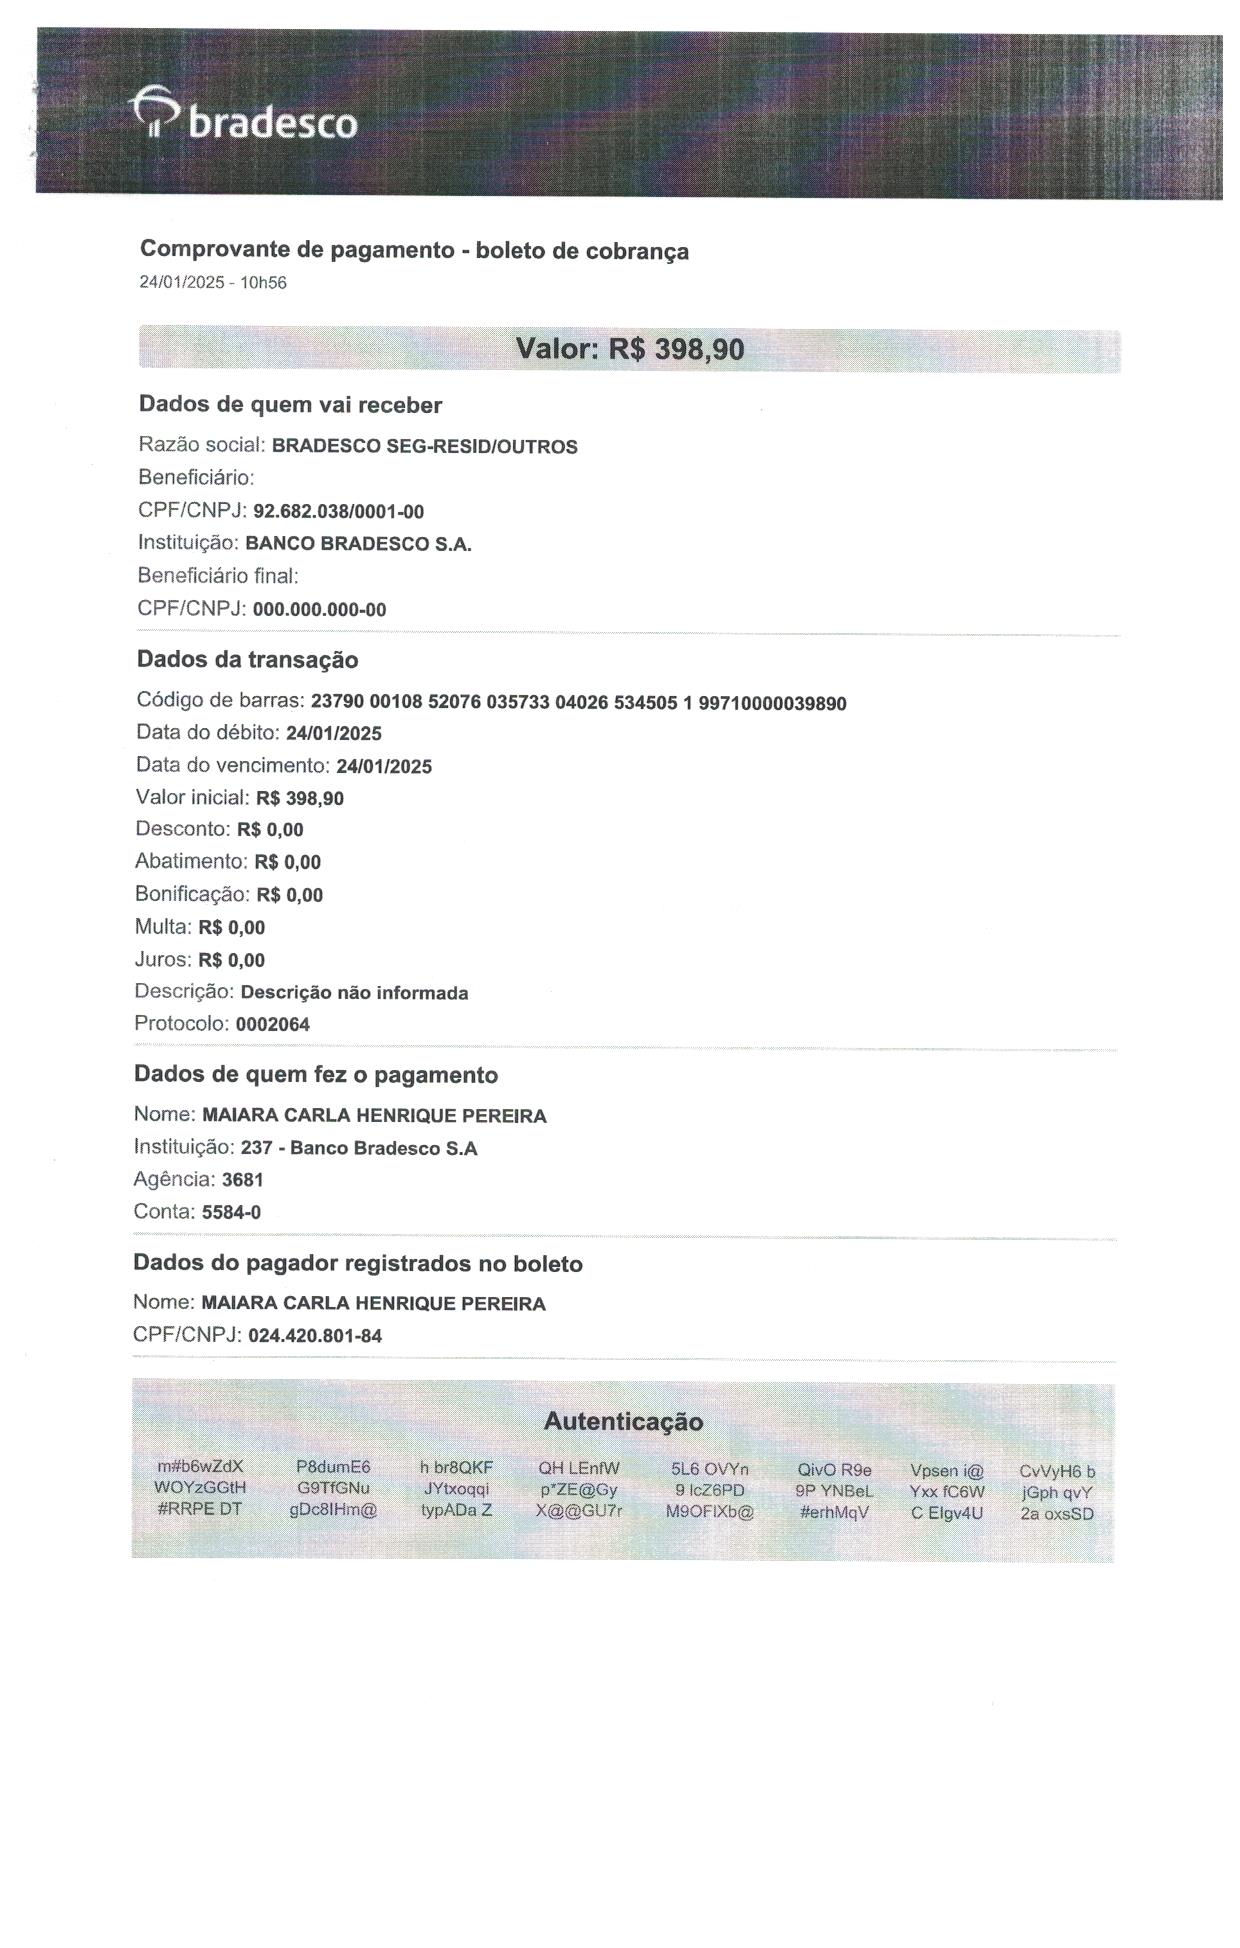 bradesco
Comprovante de pagamento - boleto de cobrança
24/01/2025 - 10h56
Valor: R$ 398,90
Dados de quem vai receber
Razão social: BRADESCO SEG-RESID/OUTROS
Beneficiário:
CPF/CNPJ: 92.682.038/0001-00
Instituição: BANCO BRADESCO S.A.
Beneficiário final:
CPF/CNPJ: 000.000.000-00
Dados da transação
Código de barras: 23790 00108 52076 035733 04026 534505 1 99710000039890
Data do débito: 24/01/2025
Data do vencimento: 24/01/2025
Valor inicial: R$ 398,90
Desconto: R$ 0,00
Abatimento: R$ 0,00
Bonificação: R$ 0,00
Multa: R$ 0,00
Juros: R$ 0,00
Descrição: Descrição não informada
Protocolo: 0002064
Dados de quem fez o pagamento
Nome: MAIARA CARLA HENRIQUE PEREIRA
Instituição: 237 - Banco Bradesco S.A
Agência: 3681
Conta: 5584-0
Dados do pagador registrados no boleto
Nome: MAIARA CARLA HENRIQUE PEREIRA
CPF/CNPJ: 024.420.801-84
Autenticação
m#b6wZdX P8dumE6 h br8QKF QH LEnfW 5L6 OVYn QivO R9e Vpsen i@ CvVyH6 b
WOYzGGtH G9TfGNu JYtxoqqi p*ZE@Gy 9 IcZ6PD 9P YNBeL Yxx fC6W jGph qvY
#RRPE DT gDc8IHm@ typADa Z X@@GU7r M9OFIXb@ #erhMqV C EIgv4U 2a oxsSD